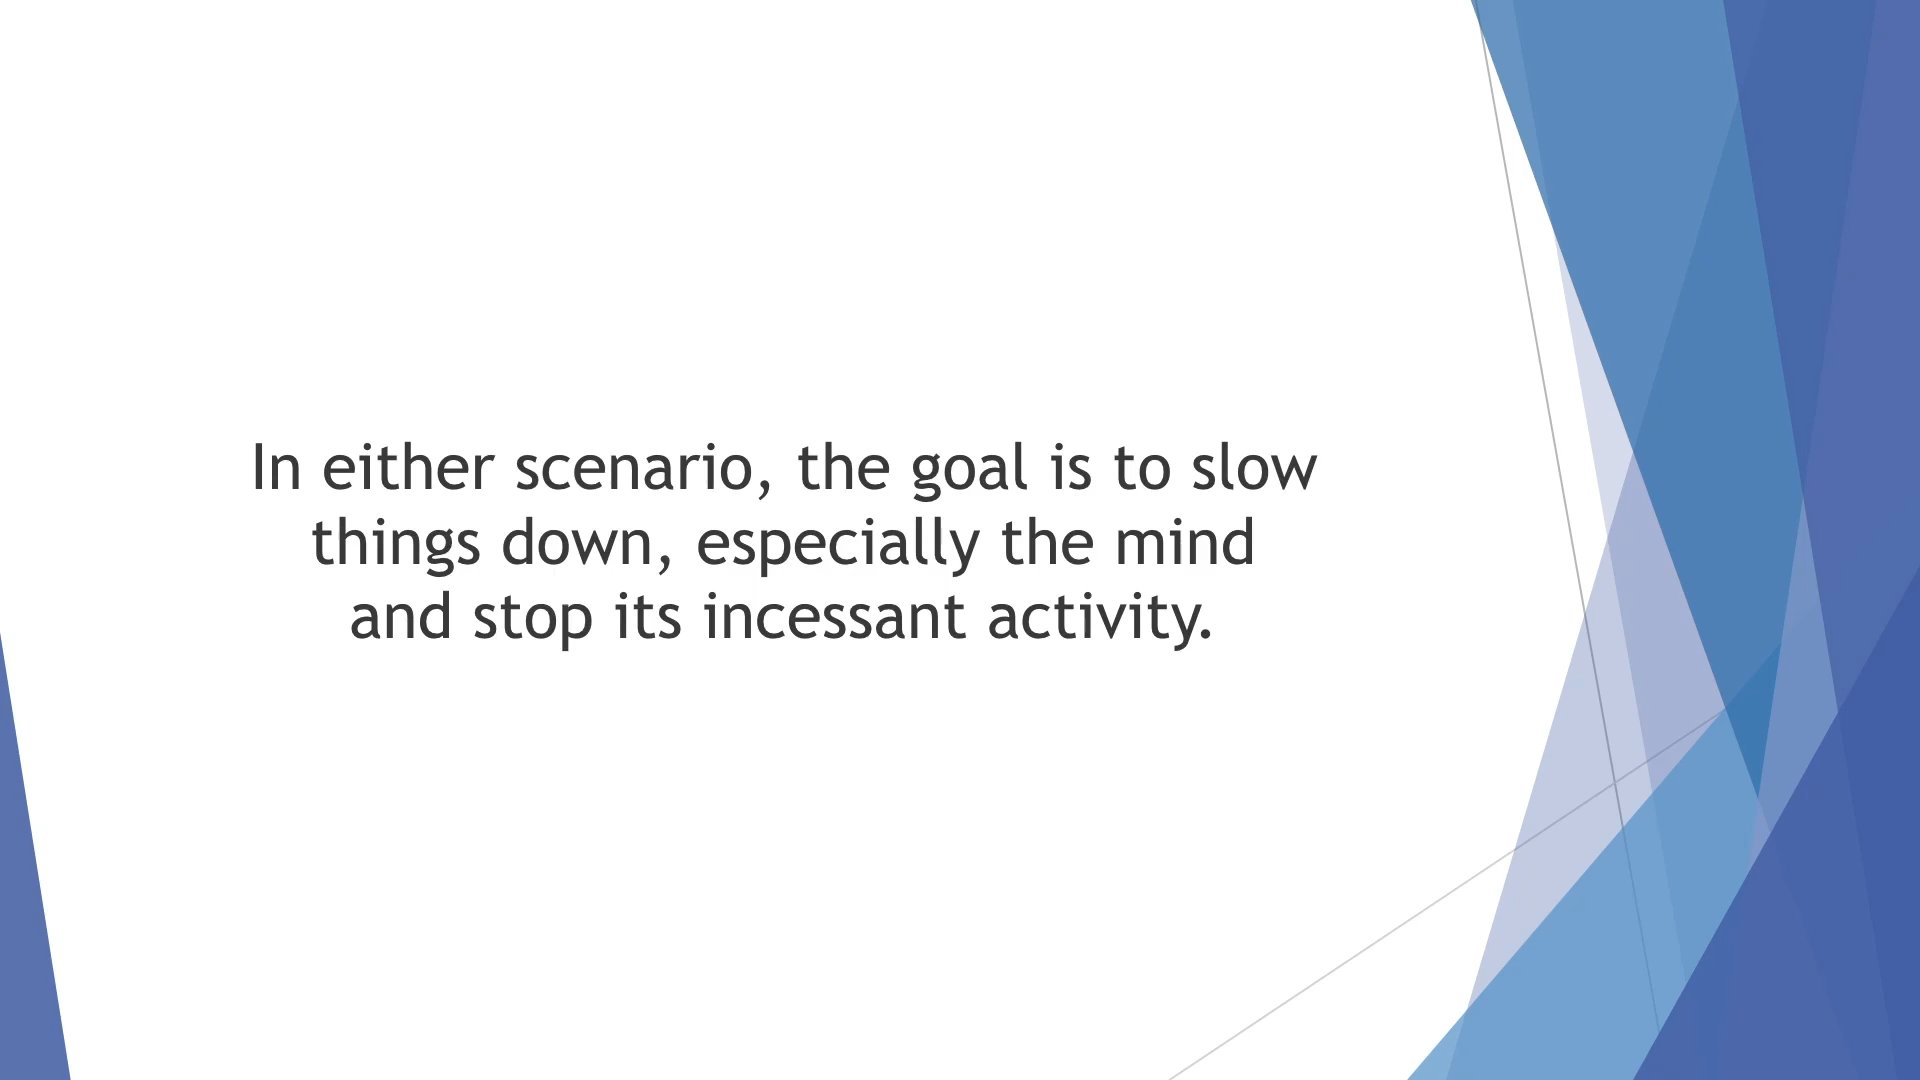 In either scenario, the goal is to slow
things down, especially the mind
and stop its incessant activity.